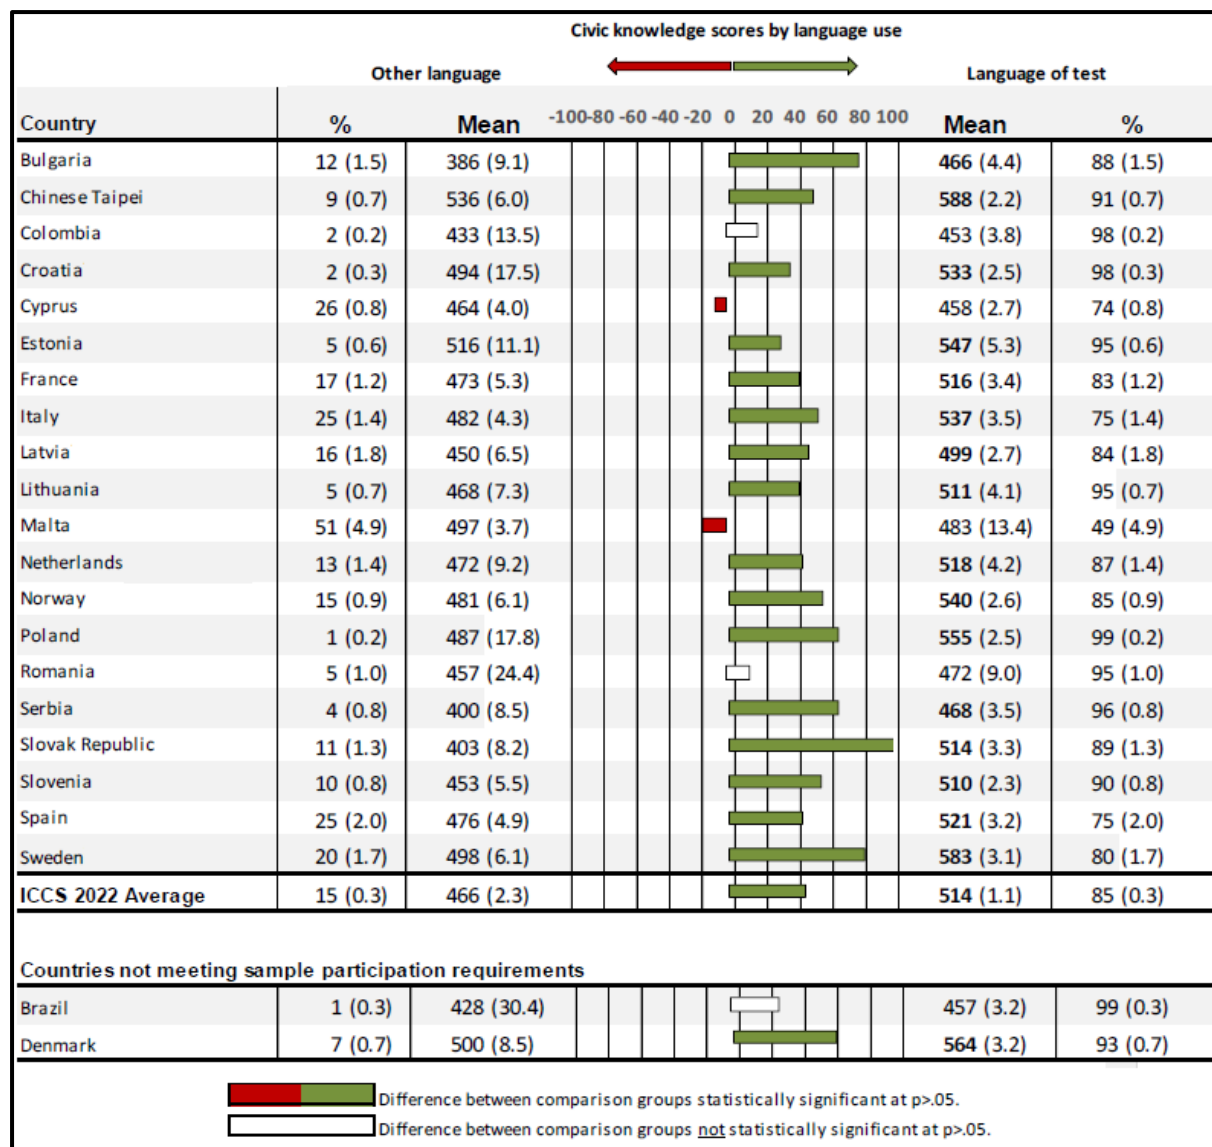 Civic knowledge scores by language use
Other language Language of test
Country % Mean -100-80 -60 -40 -20 0 20 40 60 80 100 Mean %
Bulgaria 12 (1.5) 386 (9.1) 466 (4.4) 88 (1.5)
Chinese Taipei 9 (0.7) 536 (6.0) 588 (2.2) 91 (0.7)
Colombia 2 (0.2) 433 (13.5) 453 (3.8) 98 (0.2)
Croatia 2 (0.3) 494 (17.5) 533 (2.5) 98 (0.3)
Cyprus 26 (0.8) 464 (4.0) 458 (2.7) 74 (0.8)
Estonia 5 (0.6) 516 (11.1) 547 (5.3) 95 (0.6)
France 17 (1.2) 473 (5.3) 516 (3.4) 83 (1.2)
Italy 25 (1.4) 482 (4.3) 537 (3.5) 75 (1.4)
Latvia 16 (1.8) 450 (6.5) 499 (2.7) 84 (1.8)
Lithuania 5 (0.7) 468 (7.3) 511 (4.1) 95 (0.7)
Malta 51 (4.9) 497 (3.7) 483 (13.4) 49 (4.9)
Netherlands 13 (1.4) 472 (9.2) 518 (4.2) 87 (1.4)
Norway 15 (0.9) 481 (6.1) 540 (2.6) 85 (0.9)
Poland 1 (0.2) 487 (17.8) 555 (2.5) 99 (0.2)
Romania 5 (1.0) 457 (24.4) 472 (9.0) 95 (1.0)
Serbia 4 (0.8) 400 (8.5) 468 (3.5) 96 (0.8)
Slovak Republic 11 (1.3) 403 (8.2) 514 (3.3) 89 (1.3)
Slovenia 10 (0.8) 453 (5.5) 510 (2.3) 90 (0.8)
Spain 25 (2.0) 476 (4.9) 521 (3.2) 75 (2.0)
Sweden 20 (1.7) 498 (6.1) 583 (3.1) 80 (1.7)
ICCS 2022 Average 15 (0.3) 466 (2.3) 514 (1.1) 85 (0.3)
Countries not meeting sample participation requirements
Brazil 1 (0.3) 428 (30.4) 457 (3.2) 99 (0.3)
Denmark 7 (0.7) 500 (8.5) 564 (3.2) 93 (0.7)
Difference between comparison groups statistically significant at p>.05.
Difference between comparison groups not statistically significant at p>.05.